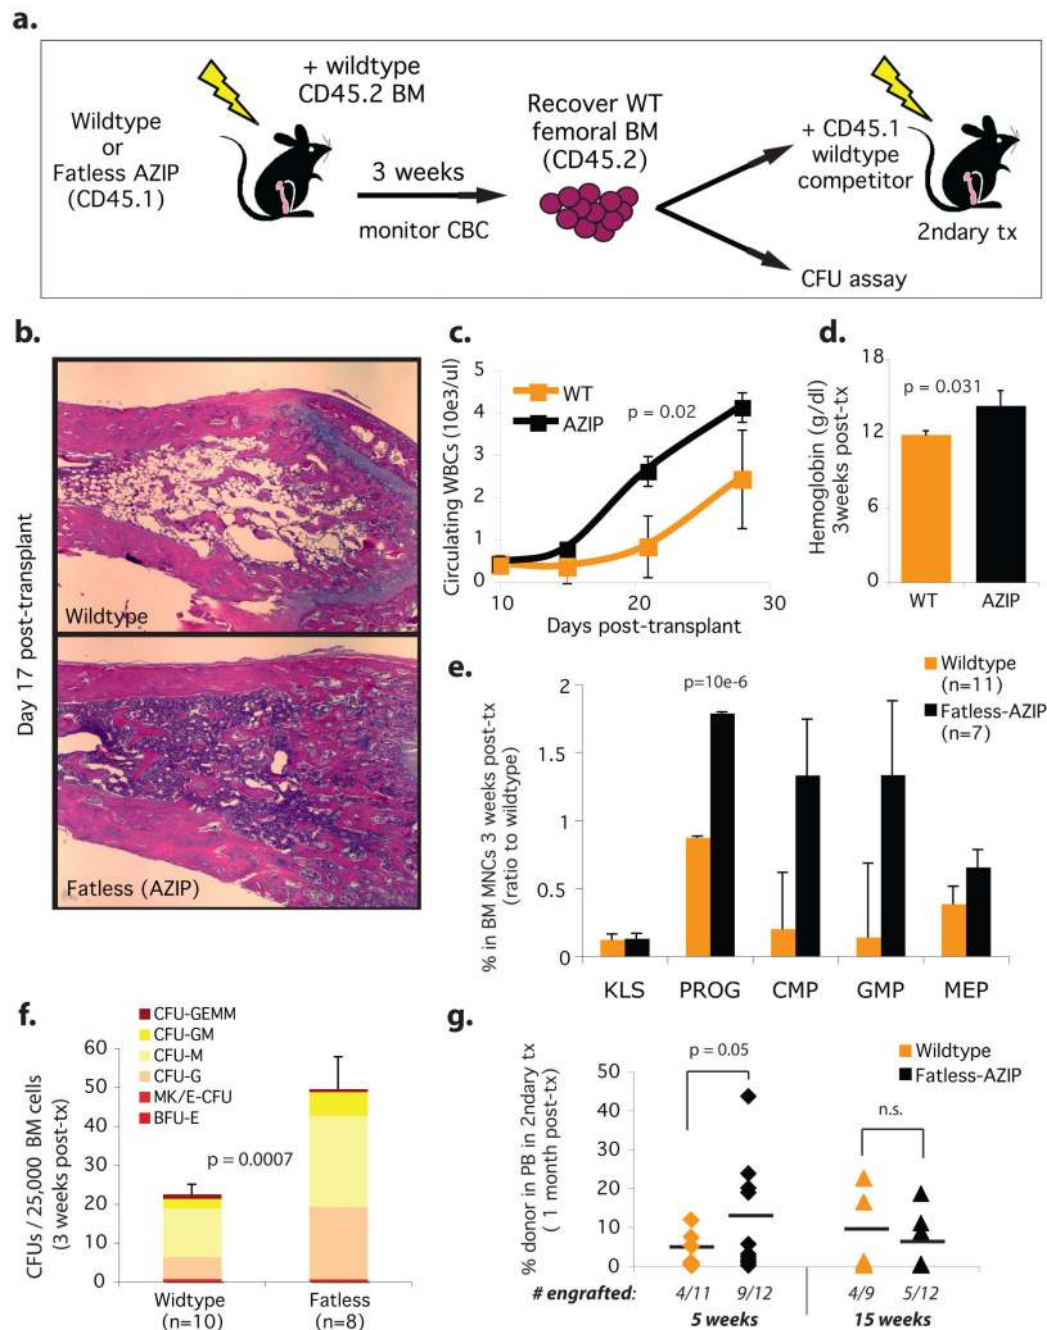 a.
Wildtype
or
Fatless AZIP
(CD45.1)
+ wildtype
CD45.2 BM
3 weeks
monitor CBC
Recover WT
femoral BM
(CD45.2)
+ CD45.1
wildtype
competitor
2ndary tx
CFU assay
b.
Day 17 post-transplant
Wildtype
Fatless (AZIP)
c.
Circulating WBCs (10e3/ul)
5
4
3
2
1
0
WT
AZIP
p = 0.02
10
20
30
Days post-transplant
d.
Hemoglobin (g/dl)
3weeks post-tx
18
12
6
0
p = 0.031
WT
AZIP
e.
% in BM MNCs 3 weeks post-tx
(ratio to wildtype)
2
1.5
1
0.5
0
p=10e-6
Wildtype
(n=11)
Fatless-AZIP
(n=7)
KLS
PROG
CMP
GMP
MEP
f.
CFU-GEMM
CFU-GM
CFU-M
CFU-G
MK/E-CFU
BFU-E
CFUs / 25,000 BM cells
(3 weeks post-tx)
60
50
40
30
20
10
0
p = 0.0007
Widtype
(n=10)
Fatless
(n=8)
g.
% donor in PB in 2ndary tx
( 1 month post-tx)
50
40
30
20
10
0
p = 0.05
n.s.
Wildtype
Fatless-AZIP
# engrafted:
4/11
9/12
4/9
5/12
5 weeks
15 weeks